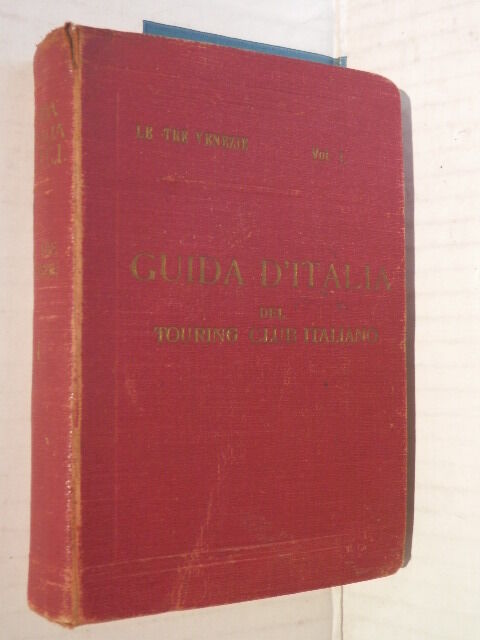 LE TRE VENEZIE
Vol
GUIDA D'ITALIA
DEL
TOURING CLUB ITALIANO